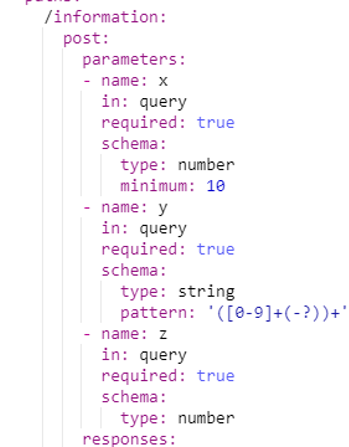 /information:
post:
parameters:
- name: x
in: query
required: true
schema:
type: number
minimum: 10
- name: y
in: query
required: true
schema:
type: string
pattern: '([0-9]+(-?))+'
- name: z
in: query
required: true
schema:
type: number
responses: